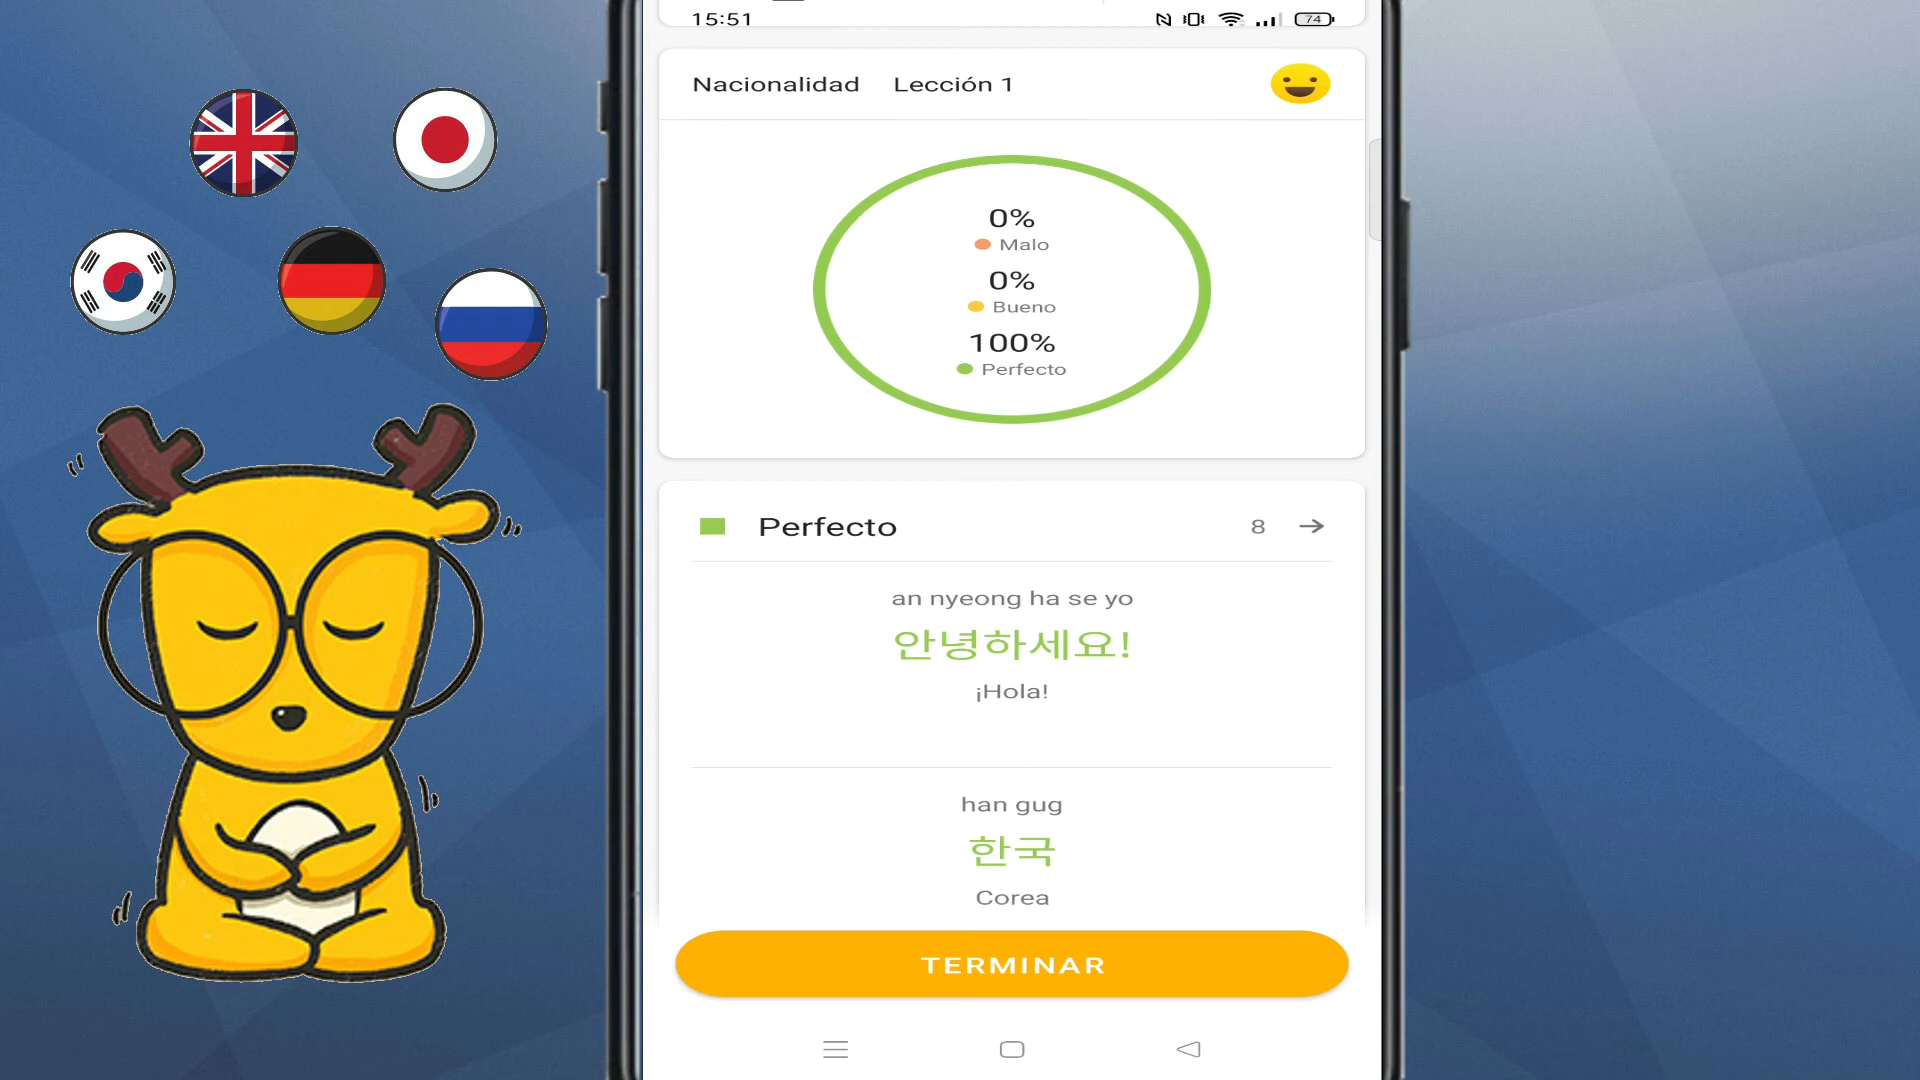 15:51
74
Nacionalidad Lección 1
0%
Malo
0%
Bueno
100%
Perfecto
Perfecto 8
an nyeong ha se yo
안녕하세요!
¡Hola!
han gug
한국
Corea
TERMINAR